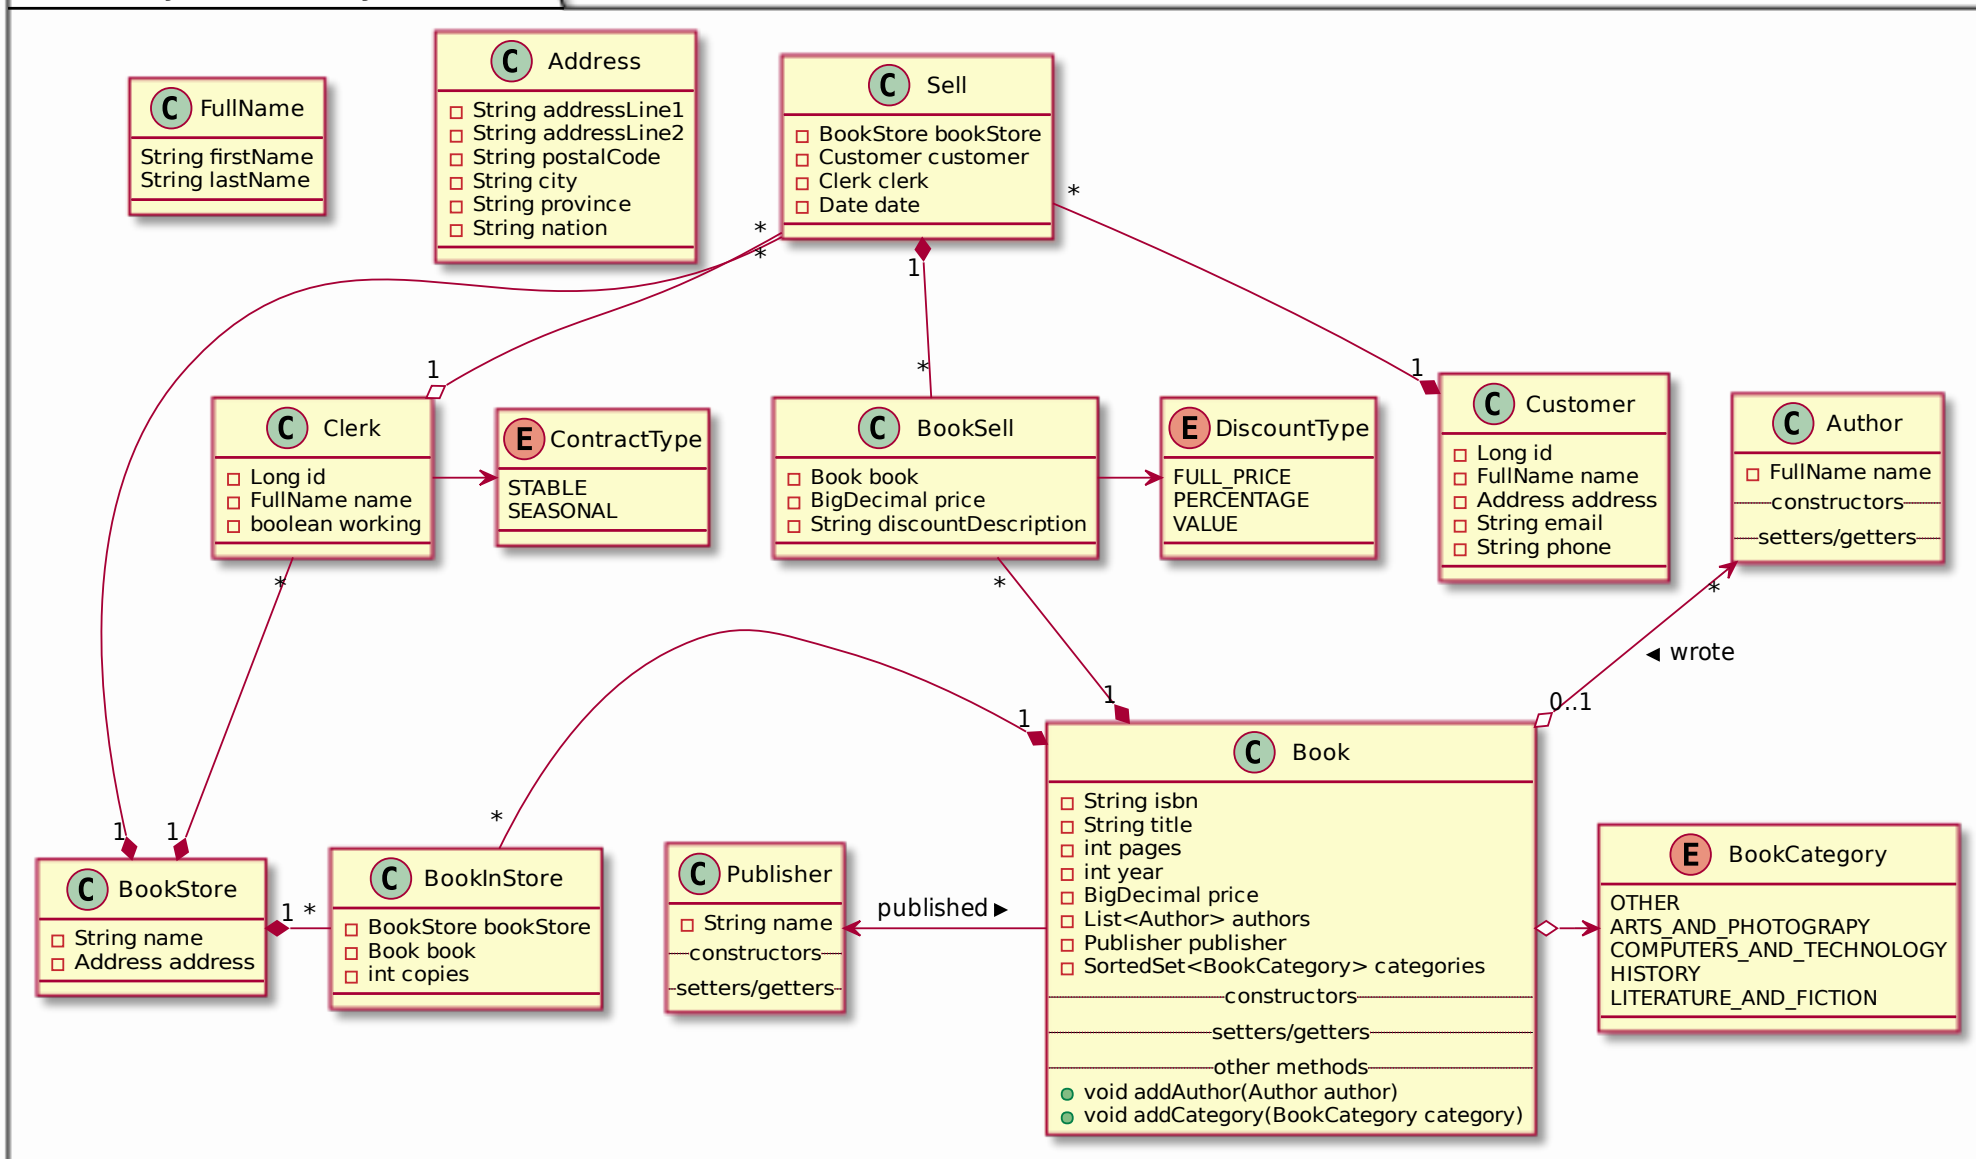 C FullName
String firstName
String lastName
C Address
String addressLine1
String addressLine2
String postalCode
String city
String province
String nation
C Sell
BookStore bookStore
Customer customer
Clerk clerk
Date date
*
*
1
*
1
*
1
C Clerk
Long id
FullName name
boolean working
E ContractType
STABLE
SEASONAL
C BookSell
Book book
BigDecimal price
String discountDescription
E DiscountType
FULL_PRICE
PERCENTAGE
VALUE
C Customer
Long id
FullName name
Address address
String email
String phone
C Author
FullName name
constructors
setters/getters
*
*
*
◄ wrote
1
1
0..1
*
1
1
C BookStore
String name
Address address
1 *
C BookInStore
BookStore bookStore
Book book
int copies
C Publisher
String name
constructors
setters/getters
published ►
C Book
String isbn
String title
int pages
int year
BigDecimal price
List<Author> authors
Publisher publisher
SortedSet<BookCategory> categories
constructors
setters/getters
other methods
void addAuthor(Author author)
void addCategory(BookCategory category)
E BookCategory
OTHER
ARTS_AND_PHOTOGRAPY
COMPUTERS_AND_TECHNOLOGY
HISTORY
LITERATURE_AND_FICTION